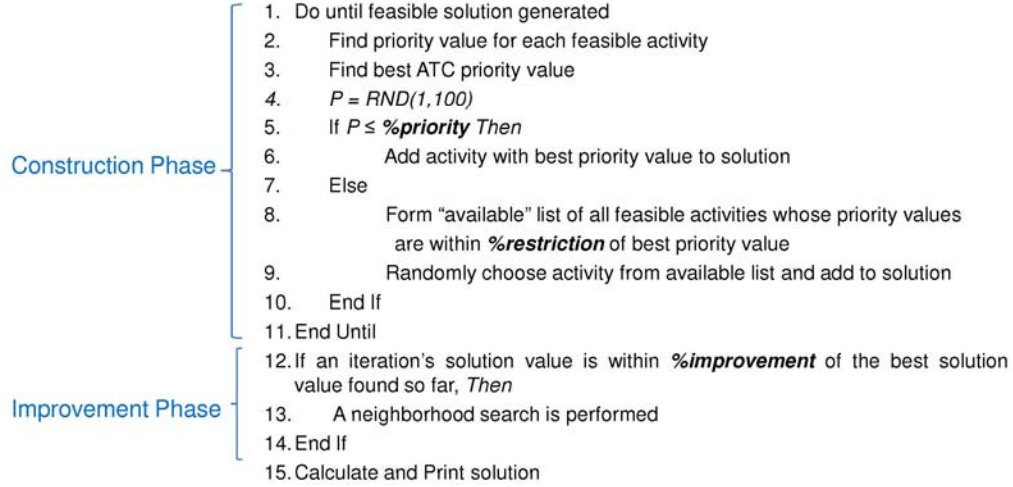 1. Do until feasible solution generated
2. Find priority value for each feasible activity
3. Find best ATC priority value
4. P = RND(1,100)
5. If P ≤ %priority Then
6. Add activity with best priority value to solution
7. Else
8. Form “available” list of all feasible activities whose priority values
are within %restriction of best priority value
9. Randomly choose activity from available list and add to solution
10. End If
11. End Until
Construction Phase
12. If an iteration’s solution value is within %improvement of the best solution
value found so far, Then
13. A neighborhood search is performed
14. End If
Improvement Phase
15. Calculate and Print solution